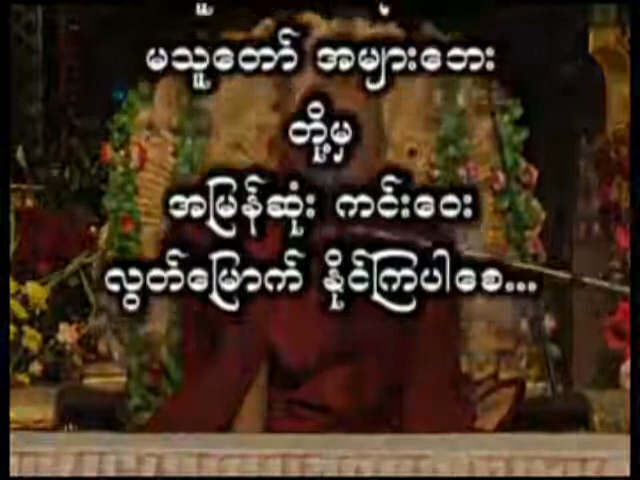 မသူတော် အများဘေး
တို့မှ
အမြန်ဆုံး ကင်းဝေး
လွတ်မြောက် နိုင်ကြပါစေ...